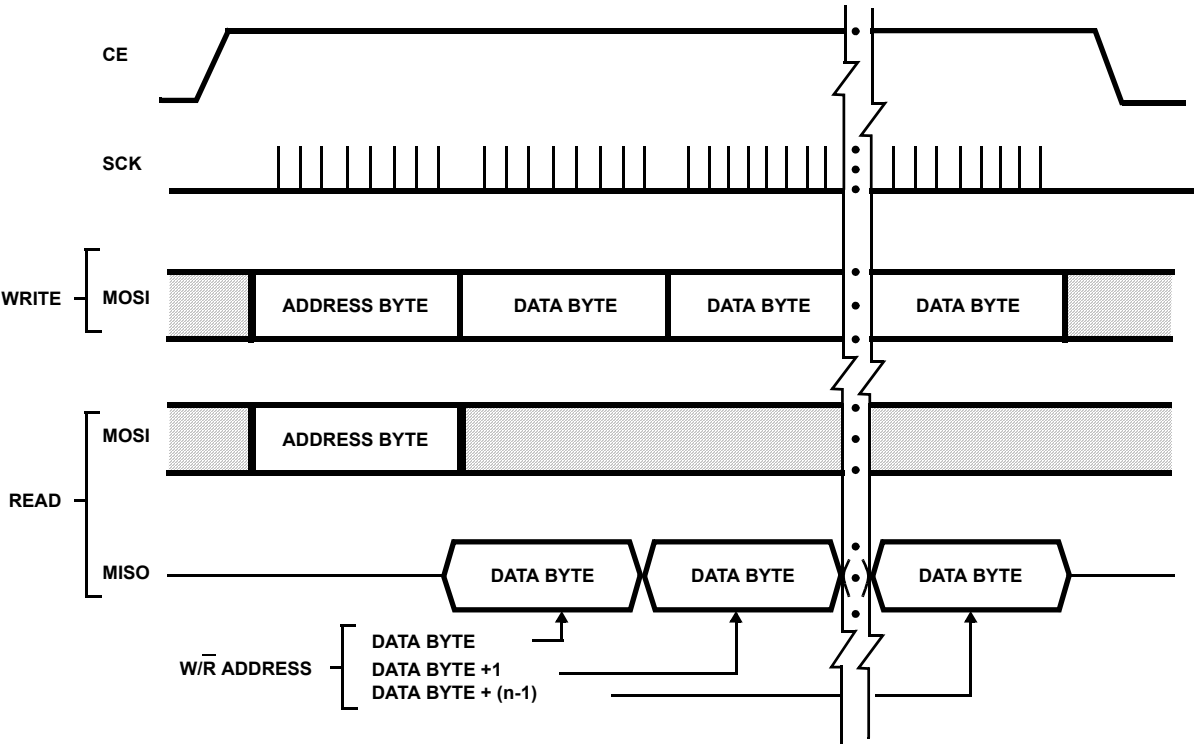 CE
SCK
WRITE
MOSI
ADDRESS BYTE
DATA BYTE
DATA BYTE
DATA BYTE
READ
MOSI
ADDRESS BYTE
MISO
DATA BYTE
DATA BYTE
DATA BYTE
W/R̅ ADDRESS
DATA BYTE
DATA BYTE +1
DATA BYTE + (n-1)